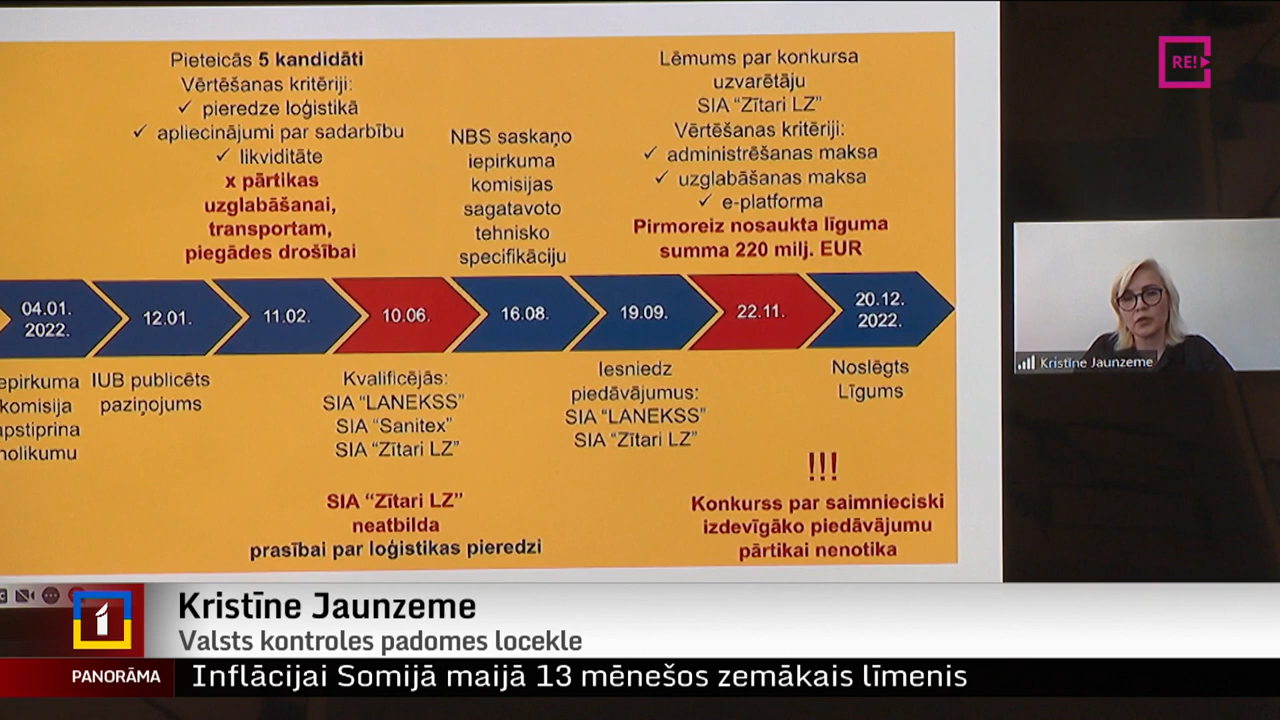 Pieteicās 5 kandidāti
Vērtēšanas kritēriji:
✓ pieredze loģistikā
✓ apliecinājumi par sadarbību
✓ likviditāte
x pārtikas
uzglabāšanai,
transportam,
piegādes drošībai
NBS saskaņo
iepirkuma
komisijas
sagatavoto
tehnisko
specifikāciju
Lēmums par konkursa
uzvarētāju
SIA “Zītari LZ”
Vērtēšanas kritēriji:
✓ administrēšanas maksa
✓ uzglabāšanas maksa
✓ e-platforma
Pirmoreiz nosaukta līguma
summa 220 milj. EUR
RE!
04.01.
2022.
12.01.
11.02.
10.06.
16.08.
19.09.
22.11.
20.12.
2022.
epirkuma
komisija
apstiprina
nolikumu
IUB publicēts
paziņojums
Kvalificējās:
SIA “LANEKSS”
SIA “Sanitex”
SIA “Zītari LZ”
SIA “Zītari LZ”
neatbilda
prasībai par loģistikas pieredzi
Iesniedz
piedāvājumus:
SIA “LANEKSS”
SIA “Zītari LZ”
Noslēgts
Līgums
!!!
Konkurss par saimnieciski
izdevīgāko piedāvājumu
pārtikai nenotika
Kristīne Jaunzeme
1
Kristīne Jaunzeme
Valsts kontroles padomes locekle
PANORĀMA
Inflācijai Somijā maijā 13 mēnešos zemākais līmenis